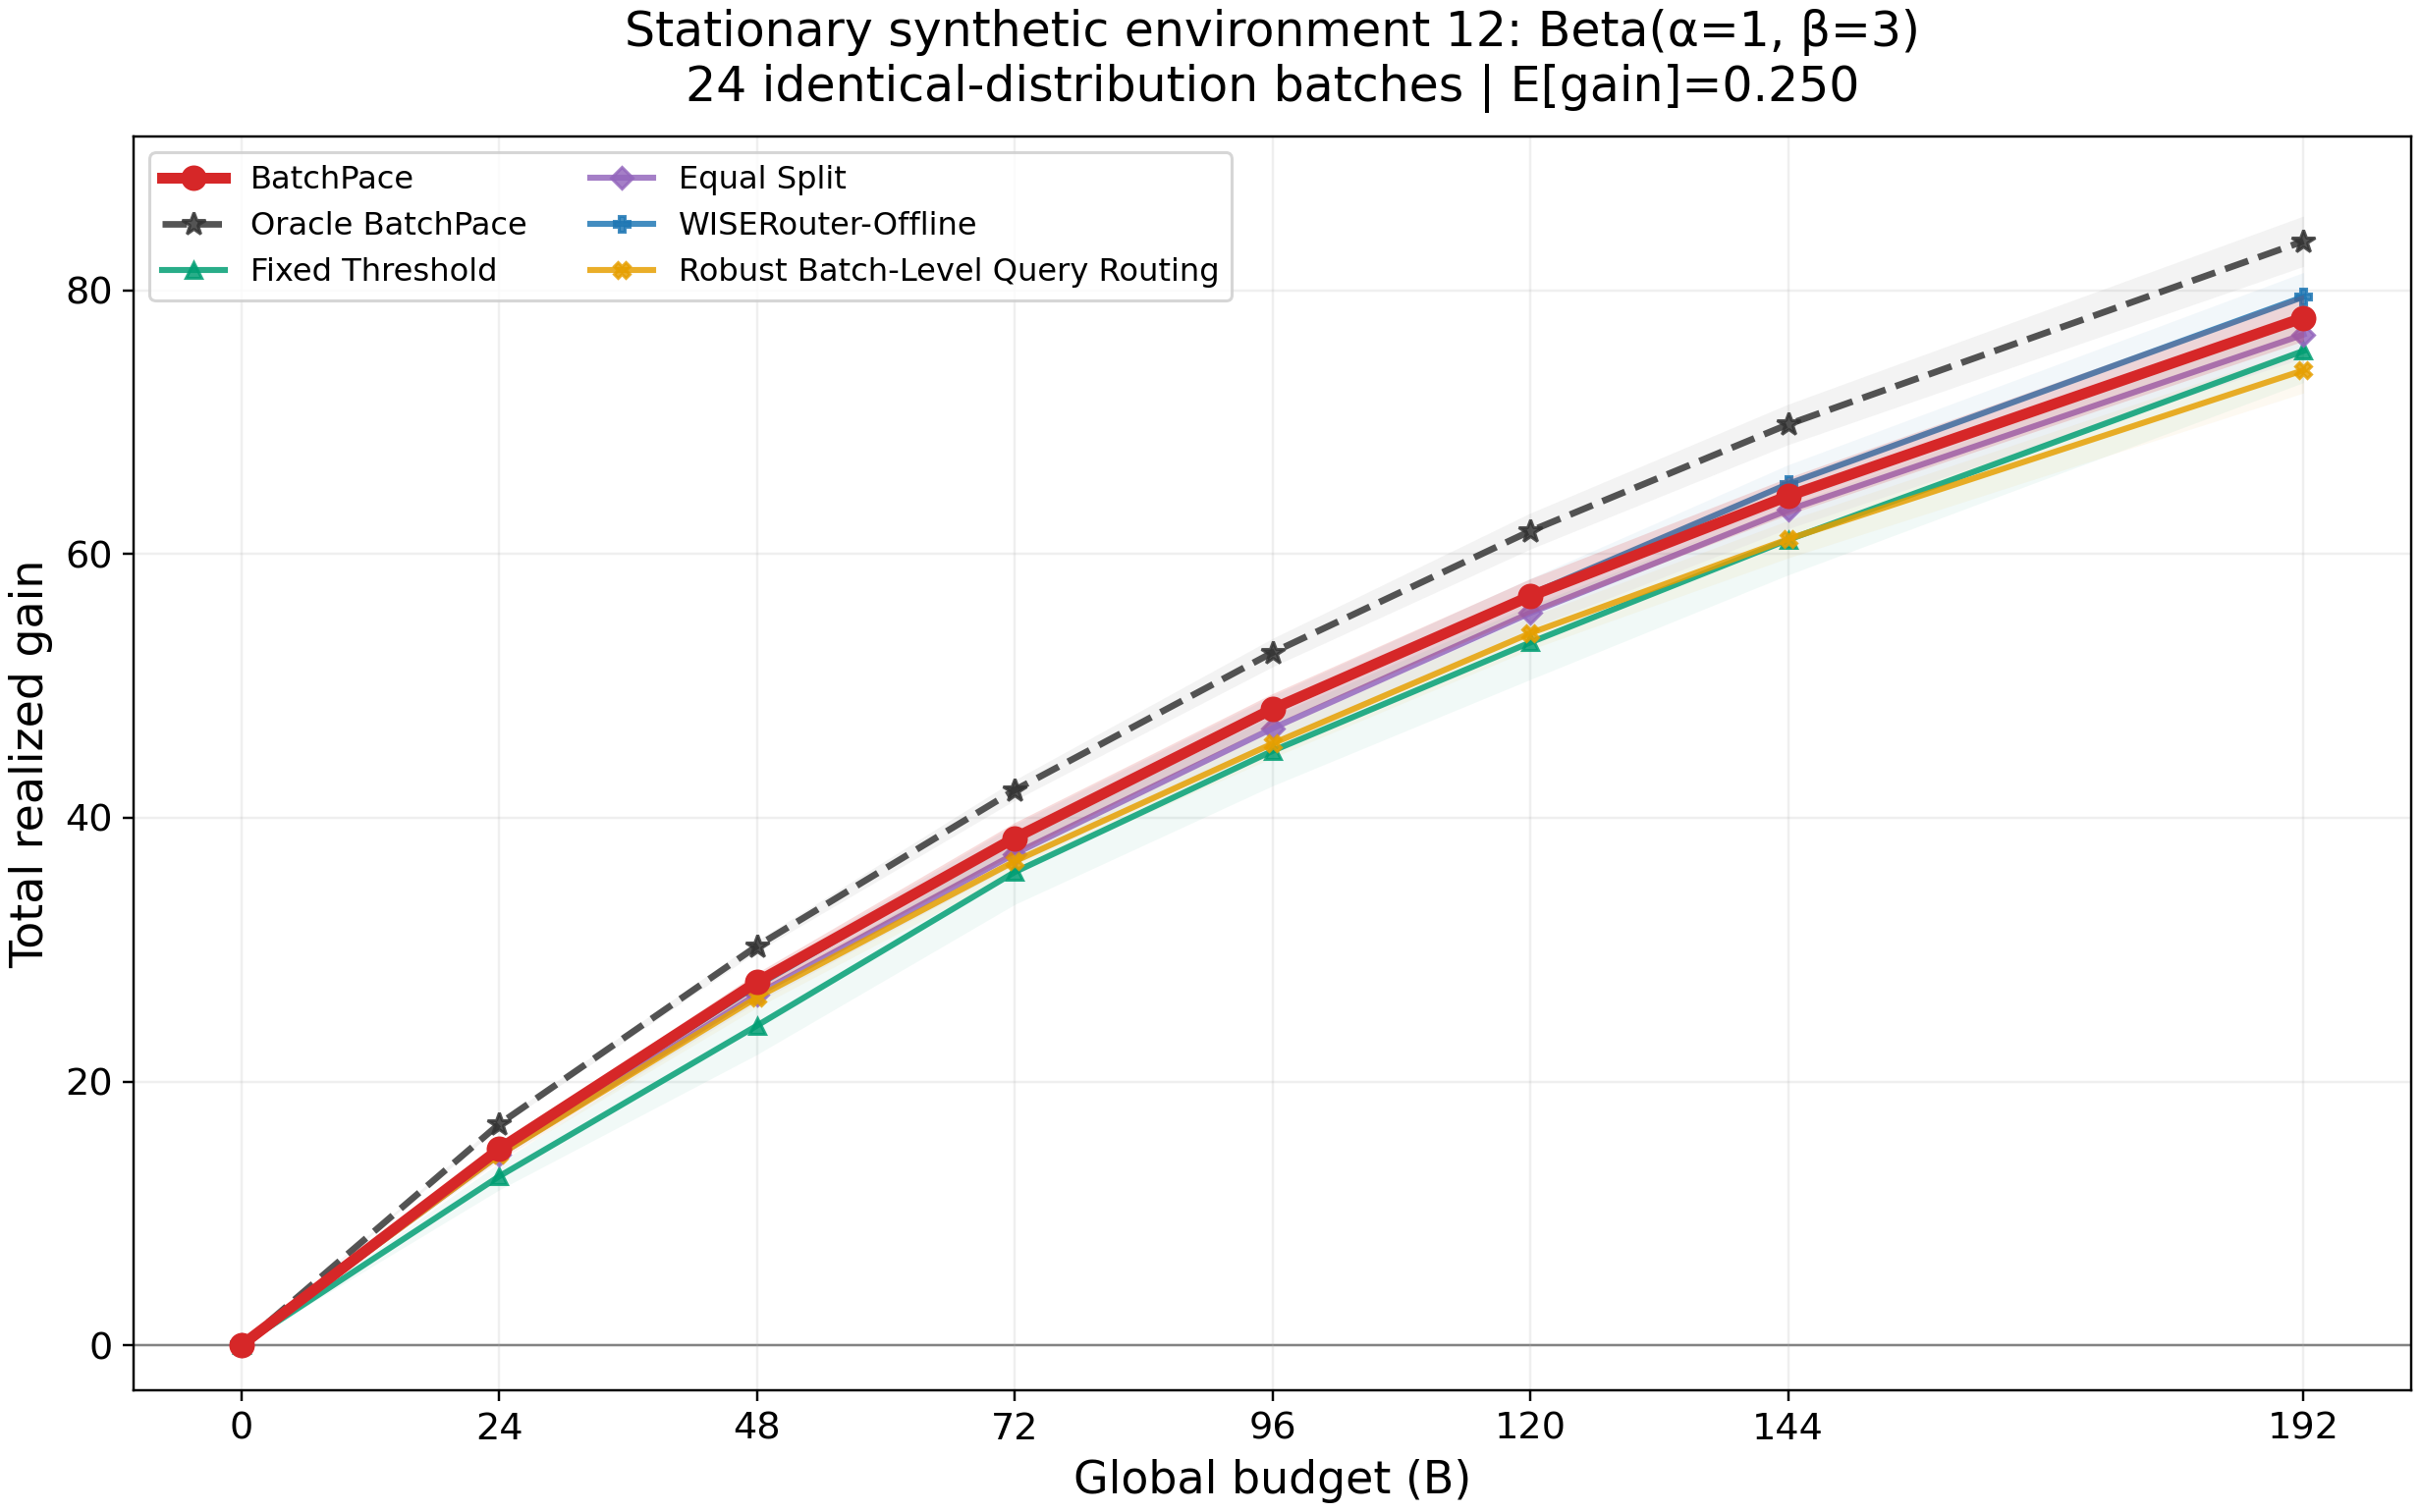 Stationary synthetic environment 12: Beta(α=1, β=3)
24 identical-distribution batches | E[gain]=0.250
BatchPace
Oracle BatchPace
Fixed Threshold
Equal Split
WISERouter-Offline
Robust Batch-Level Query Routing
Total realized gain
80
60
40
20
0
0 24 48 72 96 120 144 192
Global budget (B)